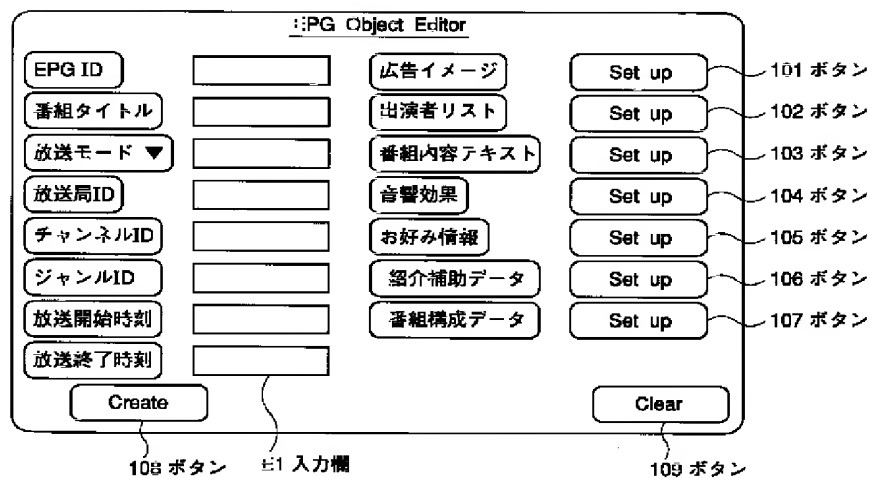 EPG Object Editor
EPG ID 広告イメージ Set up 101 ボタン
番組タイトル 出演者リスト Set up 102 ボタン
放送モード ▼ 番組内容テキスト Set up 103 ボタン
放送局ID 音響効果 Set up 104 ボタン
チャンネルID お好み情報 Set up 105 ボタン
ジャンルID 紹介補助データ Set up 106 ボタン
放送開始時刻 番組構成データ Set up 107 ボタン
放送終了時刻
Create Clear
108 ボタン E1 入力欄 109 ボタン